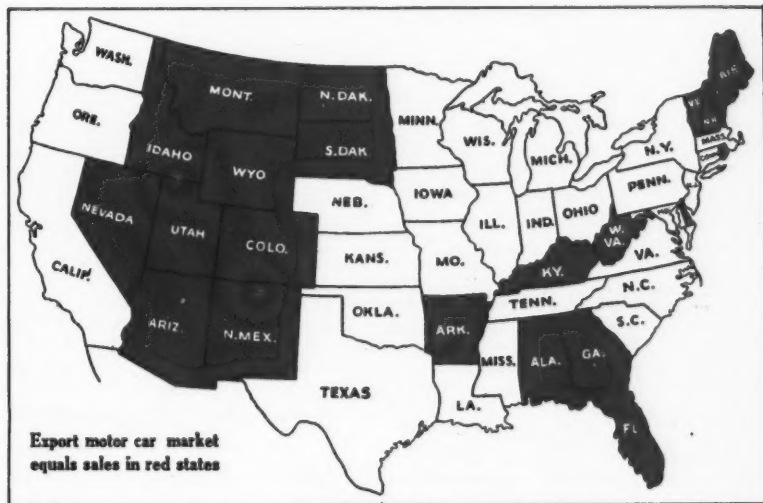 WASH.
MONT.
N. DAK.
MINN.
VT.
N.H.
ORE.
IDAHO
WYO
S.DAK
WIS.
MICH.
N.Y.
MASS.
CONN.
NEVADA
UTAH
COLO.
NEB.
IOWA
ILL.
IND.
OHIO
PENN.
CALIF.
KANS.
MO.
KY.
W.
VA.
VA.
ARIZ.
N.MEX.
OKLA.
ARK.
TENN.
N.C.
S.C.
TEXAS
LA.
MISS.
ALA.
GA.
Export motor car market
equals sales in red states